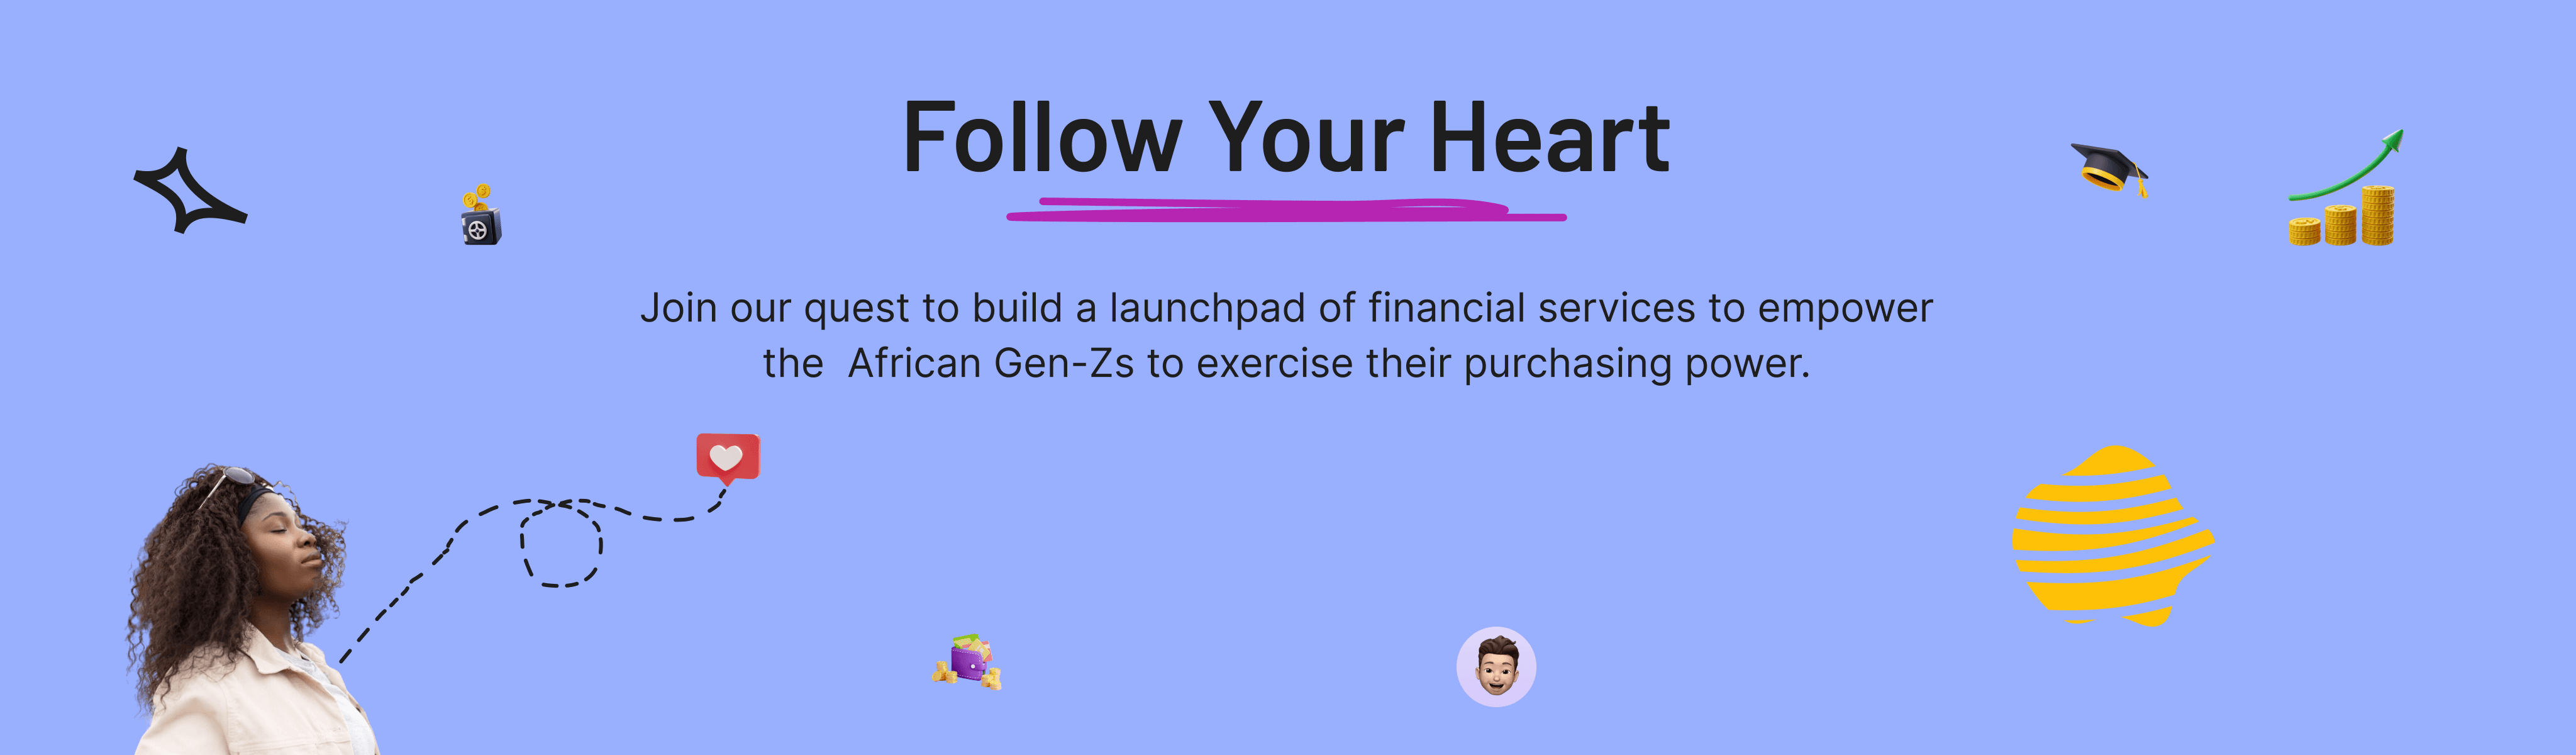 Follow Your Heart
Join our quest to build a launchpad of financial services to empower
the  African Gen-Zs to exercise their purchasing power.